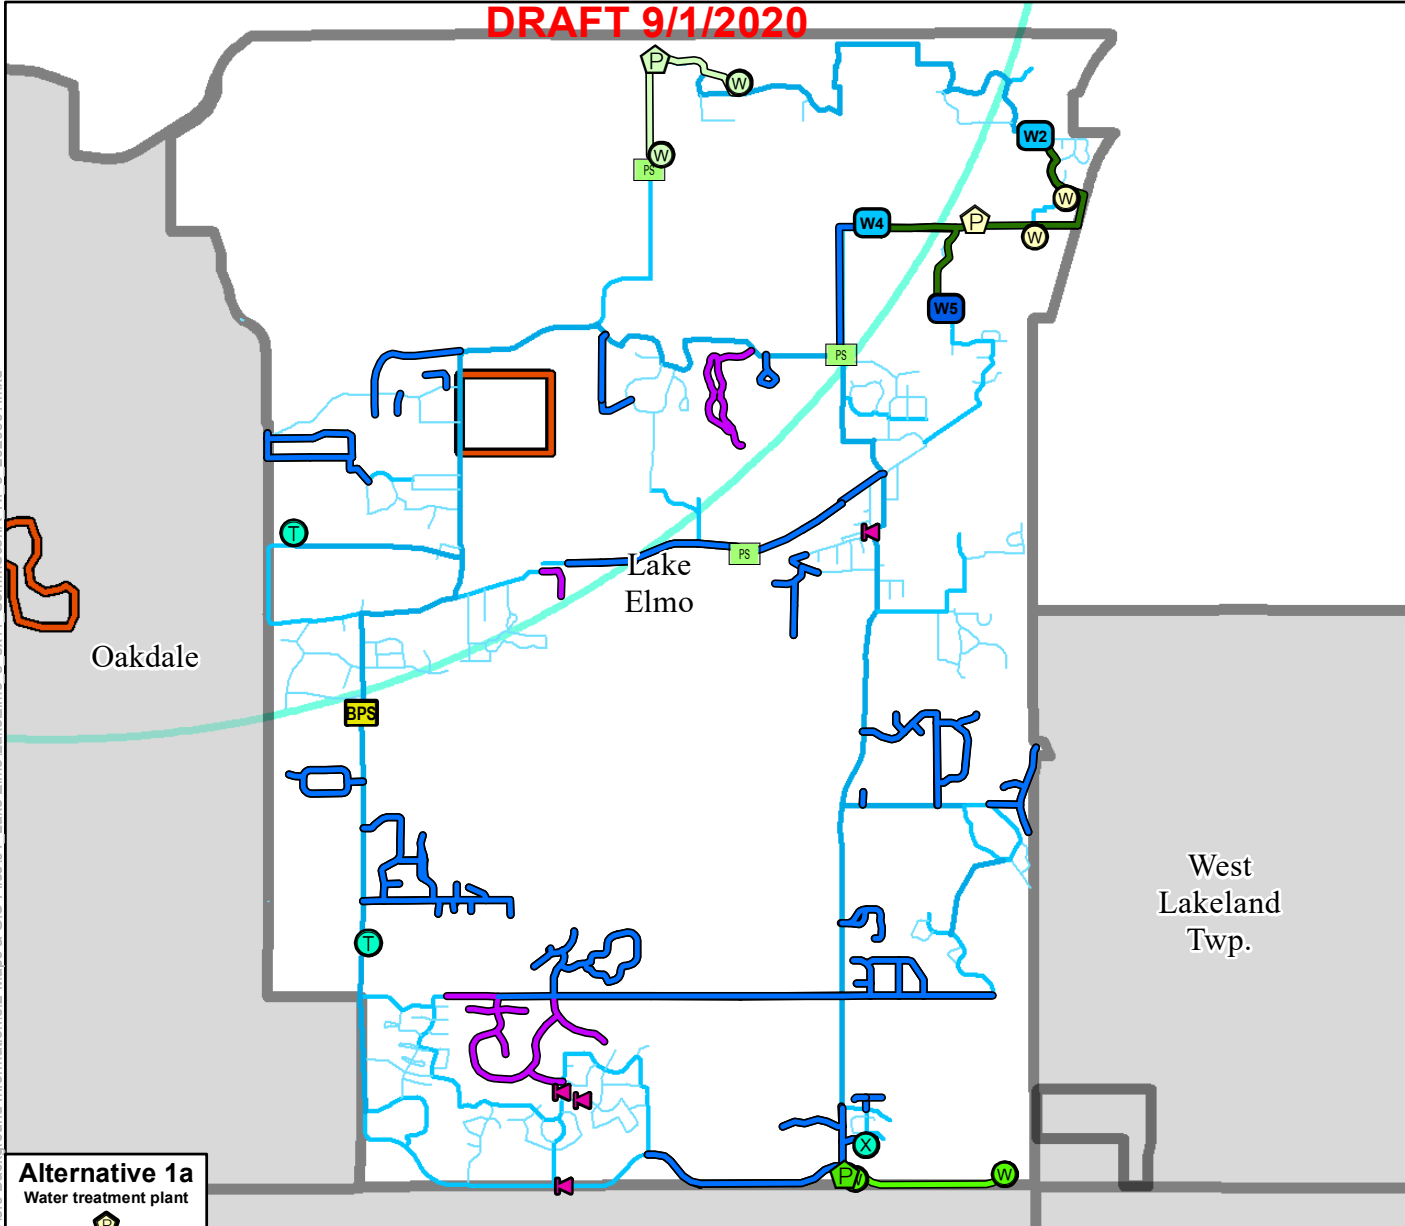 DRAFT 9/1/2020
P
W
W
PS
W2
W
W4
P
W
W5
PS
T
PS
Lake
Elmo
Oakdale
BPS
West
Lakeland
Twp.
T
X
P
W
Alternative 1a
Water treatment plant
P